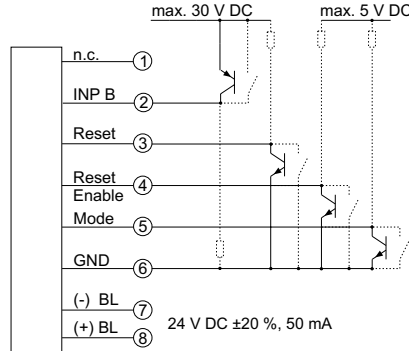 max. 30 V DC
max. 5 V DC
n.c. 1
INP B 2
Reset 3
Reset Enable 4
Mode 5
GND 6
(-) BL 7
(+) BL 8
24 V DC ±20 %, 50 mA